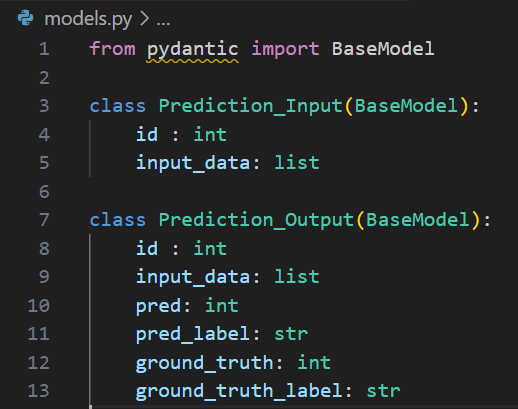 models.py > ...
1 from pydantic import BaseModel
2
3 class Prediction_Input(BaseModel):
4     id : int
5     input_data: list
6
7 class Prediction_Output(BaseModel):
8     id : int
9     input_data: list
10     pred: int
11     pred_label: str
12     ground_truth: int
13     ground_truth_label: str